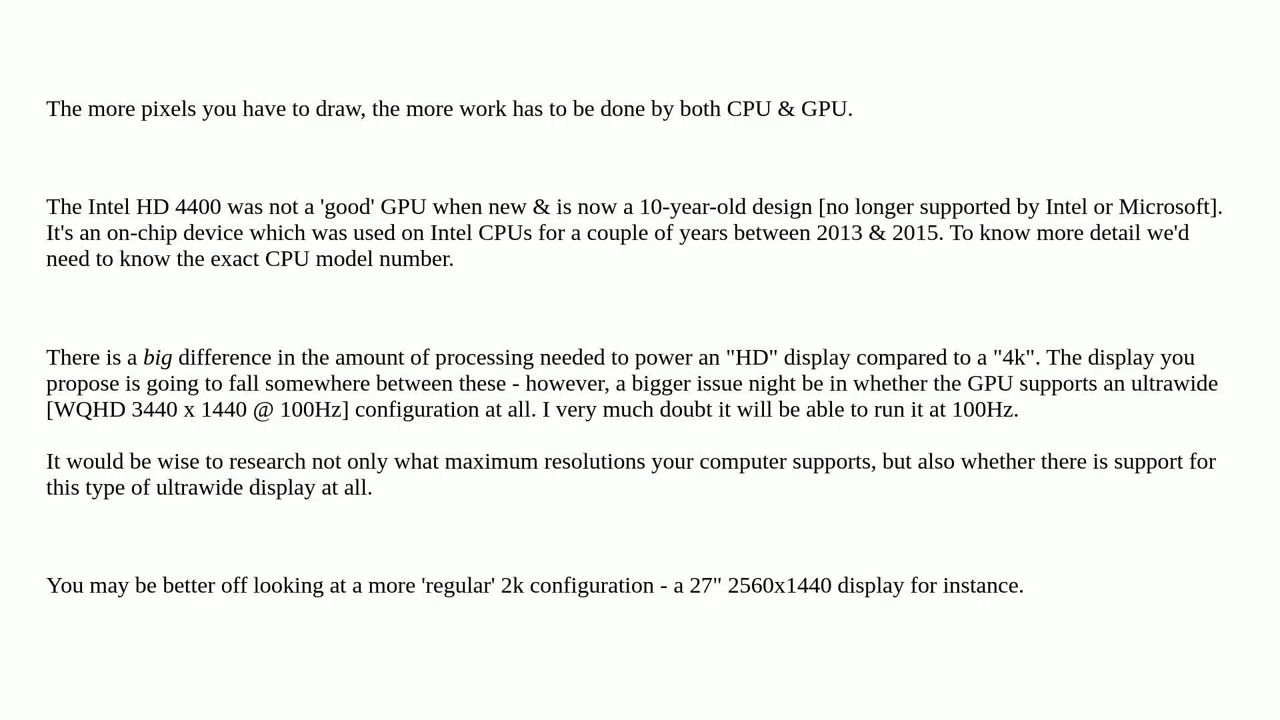 The more pixels you have to draw, the more work has to be done by both CPU & GPU.
The Intel HD 4400 was not a 'good' GPU when new & is now a 10-year-old design [no longer supported by Intel or Microsoft].
It's an on-chip device which was used on Intel CPUs for a couple of years between 2013 & 2015. To know more detail we'd
need to know the exact CPU model number.
There is a big difference in the amount of processing needed to power an "HD" display compared to a "4k". The display you
propose is going to fall somewhere between these - however, a bigger issue night be in whether the GPU supports an ultrawide
[WQHD 3440 x 1440 @ 100Hz] configuration at all. I very much doubt it will be able to run it at 100Hz.
It would be wise to research not only what maximum resolutions your computer supports, but also whether there is support for
this type of ultrawide display at all.
You may be better off looking at a more 'regular' 2k configuration - a 27" 2560x1440 display for instance.